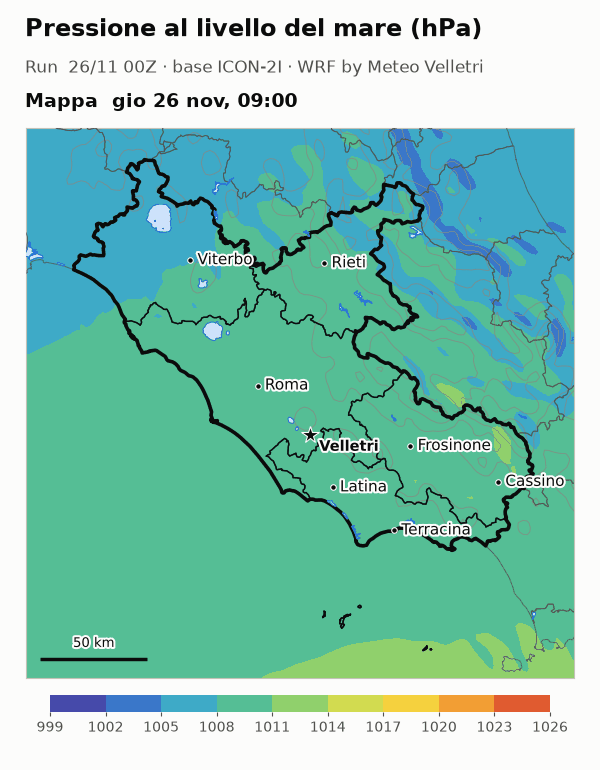 Pressione al livello del mare (hPa)
Run  26/11 00Z · base ICON-2I · WRF by Meteo Velletri
Mappa  gio 26 nov, 09:00
Viterbo
Rieti
Roma
Velletri
Frosinone
Latina
Cassino
Terracina
50 km
999 1002 1005 1008 1011 1014 1017 1020 1023 1026